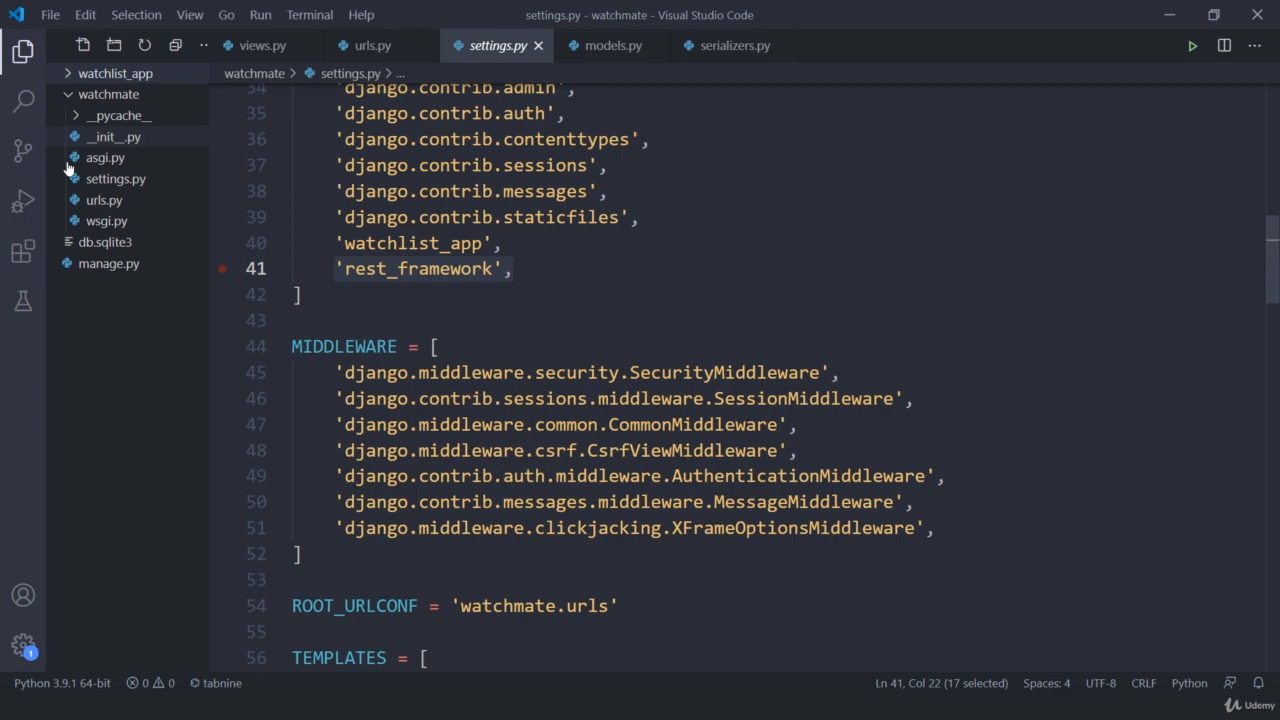 File Edit Selection View Go Run Terminal Help settings.py - watchmate - Visual Studio Code
views.py urls.py settings.py models.py serializers.py
watchlist_app
watchmate
__pycache__
__init__.py
asgi.py
settings.py
urls.py
wsgi.py
db.sqlite3
manage.py
watchmate > settings.py > ...
34 'django.contrib.admin',
35 'django.contrib.auth',
36 'django.contrib.contenttypes',
37 'django.contrib.sessions',
38 'django.contrib.messages',
39 'django.contrib.staticfiles',
40 'watchlist_app',
41 'rest_framework',
42 ]
43
44 MIDDLEWARE = [
45 'django.middleware.security.SecurityMiddleware',
46 'django.contrib.sessions.middleware.SessionMiddleware',
47 'django.middleware.common.CommonMiddleware',
48 'django.middleware.csrf.CsrfViewMiddleware',
49 'django.contrib.auth.middleware.AuthenticationMiddleware',
50 'django.contrib.messages.middleware.MessageMiddleware',
51 'django.middleware.clickjacking.XFrameOptionsMiddleware',
52 ]
53
54 ROOT_URLCONF = 'watchmate.urls'
55
56 TEMPLATES = [
1
Python 3.9.1 64-bit 0 0 tabnine Ln 41, Col 22 (17 selected) Spaces: 4 UTF-8 CRLF Python
Udemy